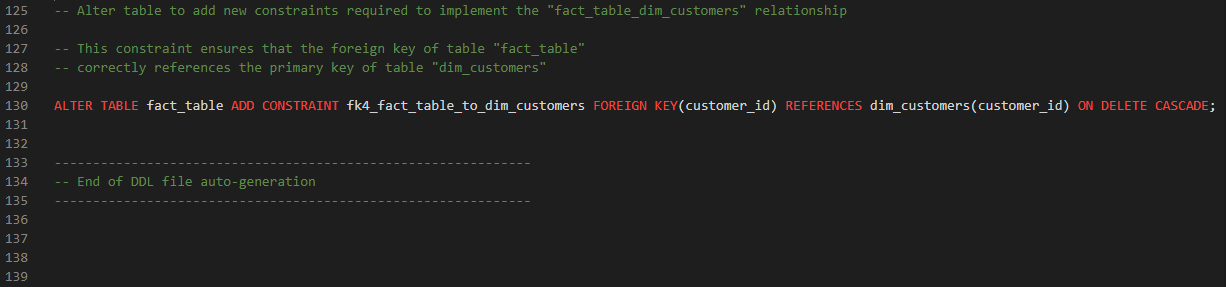 125 -- Alter table to add new constraints required to implement the "fact_table_dim_customers" relationship
126
127 -- This constraint ensures that the foreign key of table "fact_table"
128 -- correctly references the primary key of table "dim_customers"
129
130 ALTER TABLE fact_table ADD CONSTRAINT fk4_fact_table_to_dim_customers FOREIGN KEY(customer_id) REFERENCES dim_customers(customer_id) ON DELETE CASCADE;
131
132
133 --------------------------------------------------------------
134 -- End of DDL file auto-generation
135 --------------------------------------------------------------
136
137
138
139